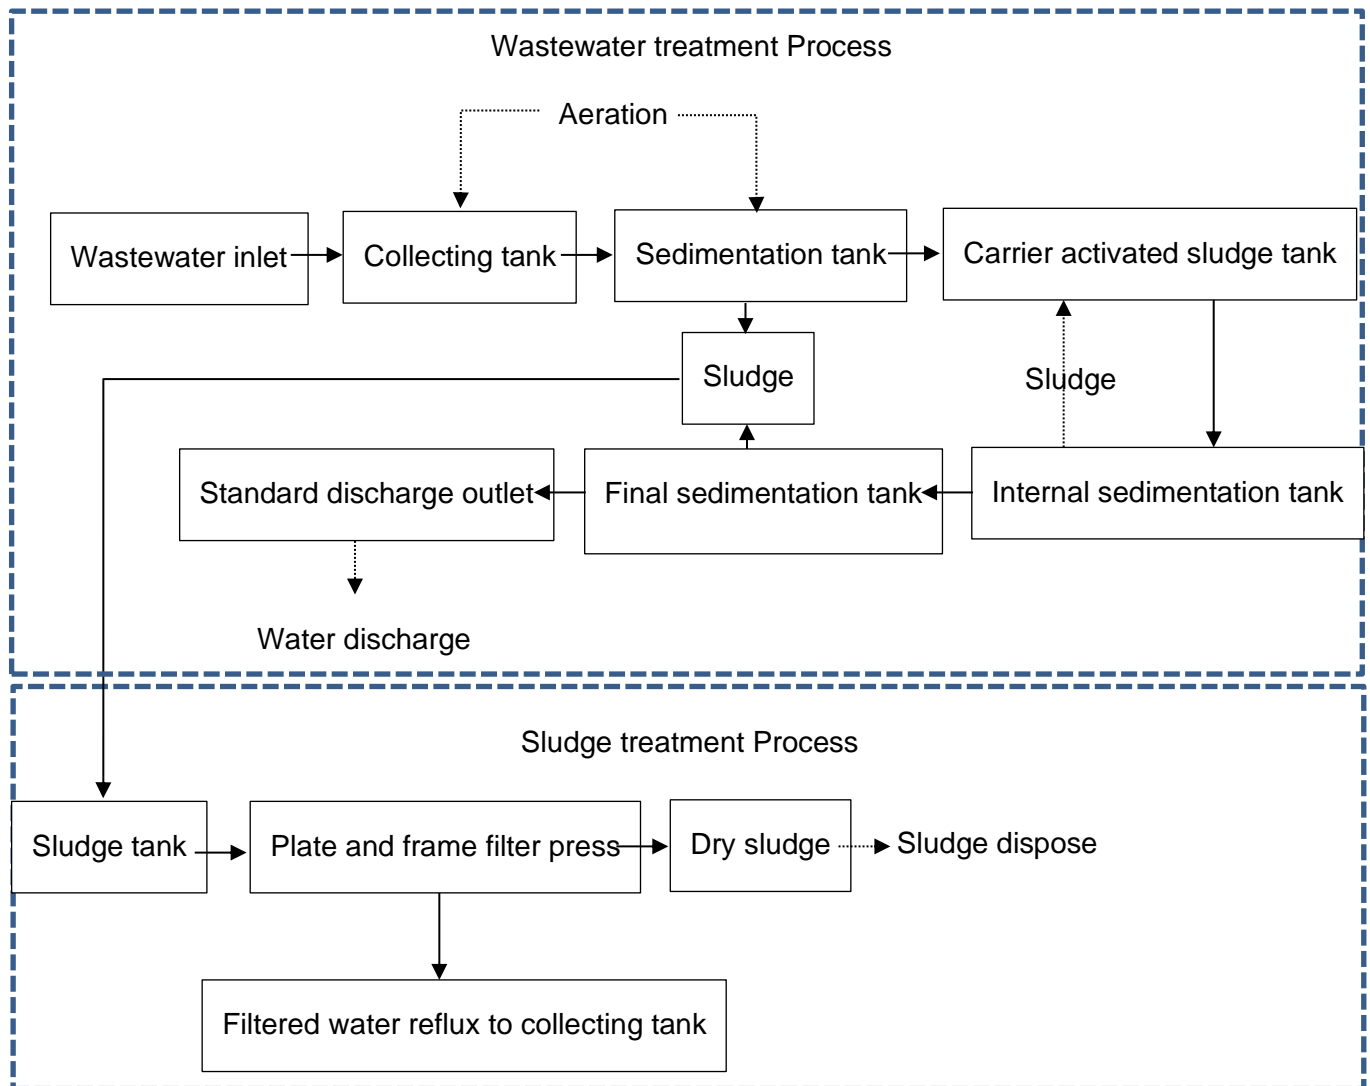 Wastewater treatment Process
Aeration
Wastewater inlet
Collecting tank
Sedimentation tank
Carrier activated sludge tank
Sludge
Sludge
Standard discharge outlet
Final sedimentation tank
Internal sedimentation tank
Water discharge
Sludge treatment Process
Sludge tank
Plate and frame filter press
Dry sludge
Sludge dispose
Filtered water reflux to collecting tank